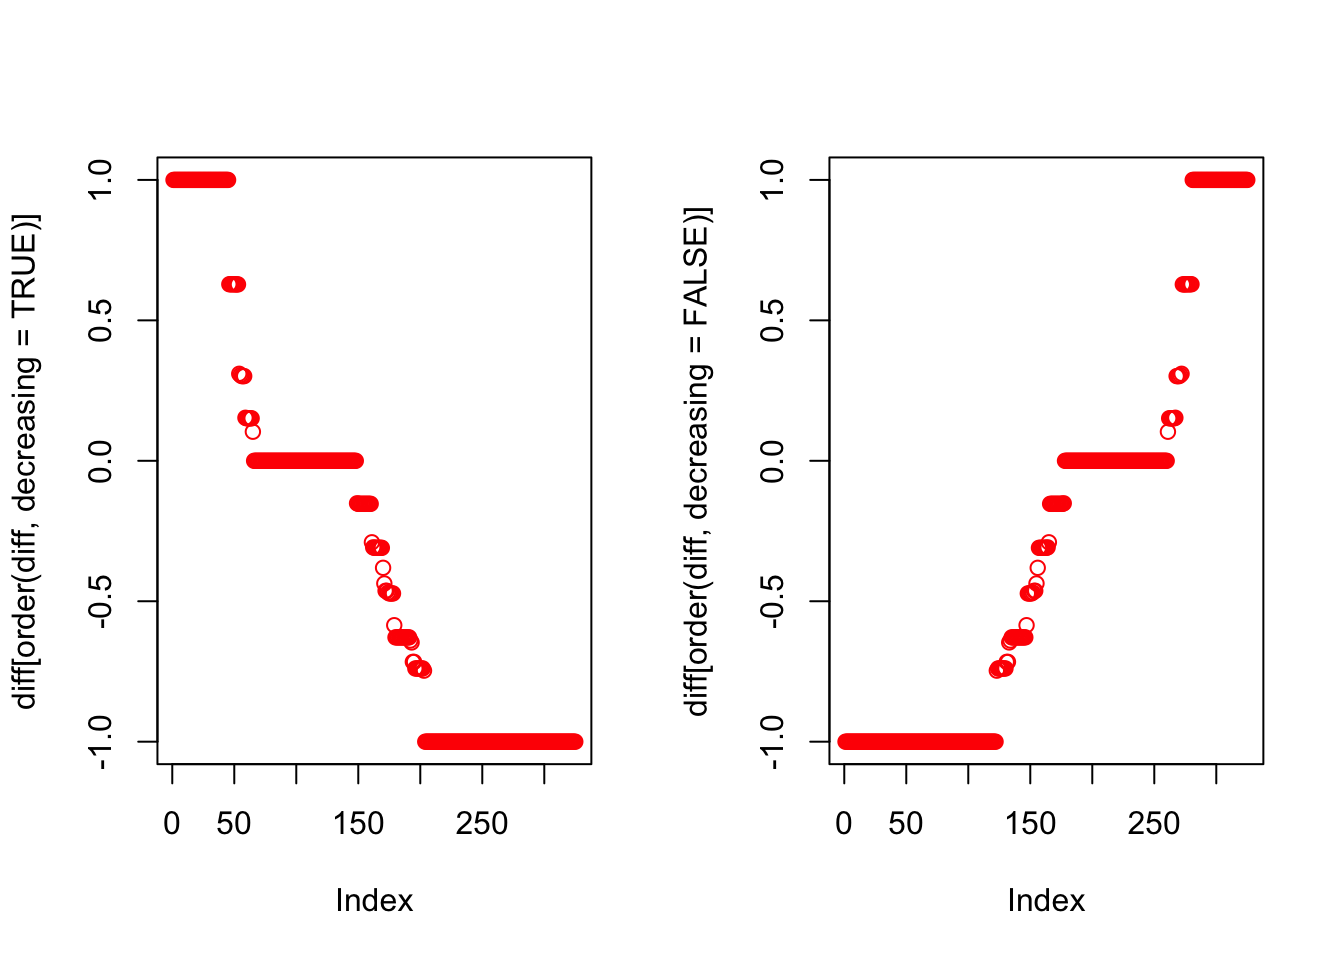 diff[order(diff, decreasing = TRUE)]
1.0
0.5
0.0
-0.5
-1.0
0 50 150 250
Index
diff[order(diff, decreasing = FALSE)]
1.0
0.5
0.0
-0.5
-1.0
0 50 150 250
Index